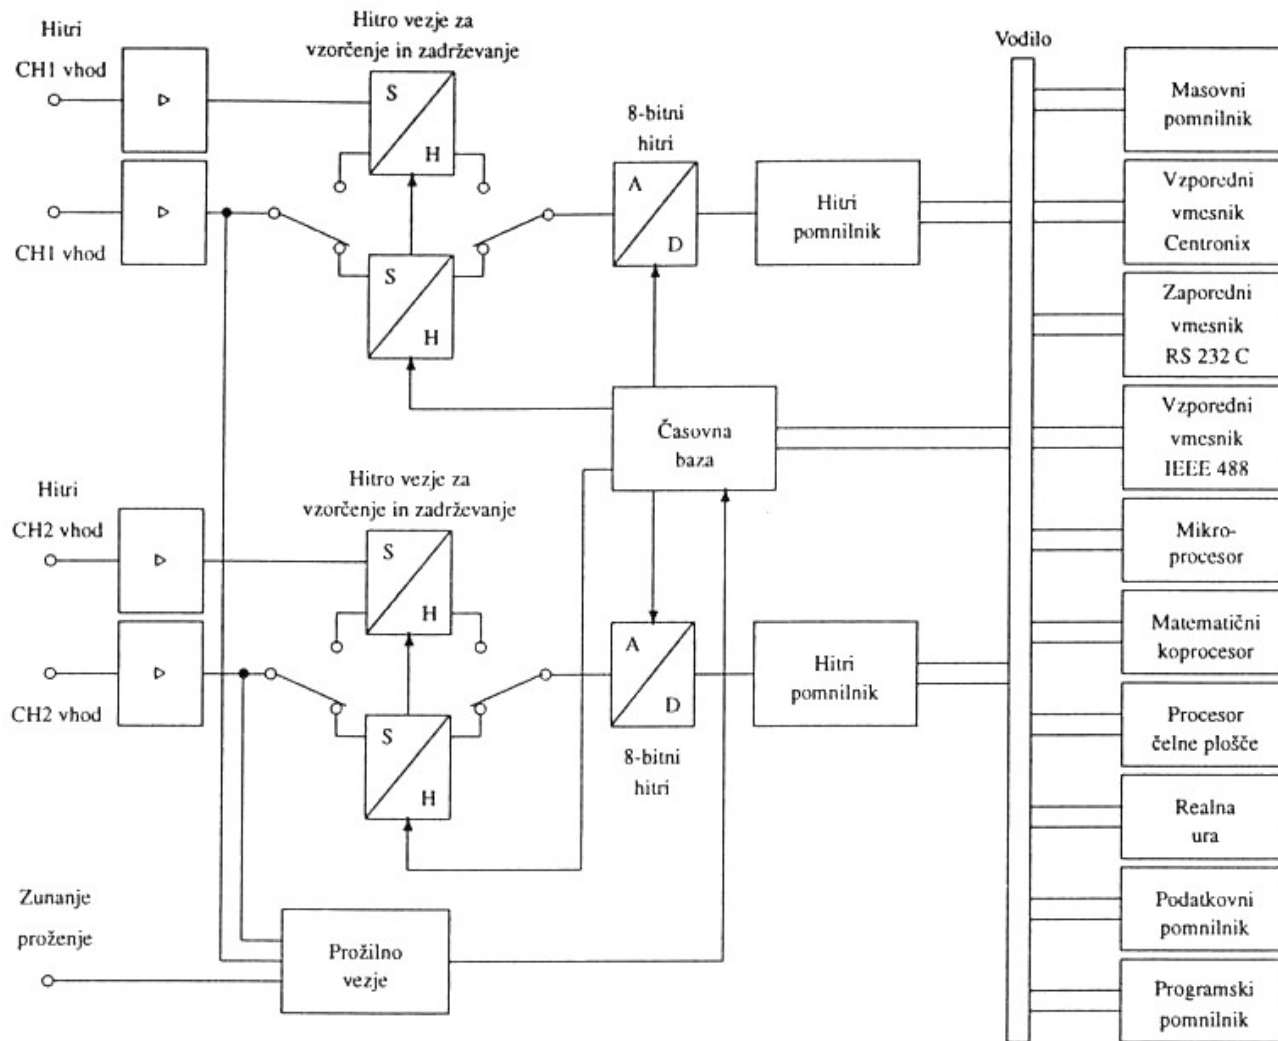 Hitri
CH1 vhod
CH1 vhod
Hitro vezje za
vzorčenje in zadrževanje
S
H
S
H
8-bitni
hitri
A
D
Hitri
pomnilnik
Časovna
baza
Hitri
CH2 vhod
CH2 vhod
Hitro vezje za
vzorčenje in zadrževanje
S
H
S
H
A
D
8-bitni
hitri
Hitri
pomnilnik
Zunanje
proženje
Prožilno
vezje
Vodilo
Masovni
pomnilnik
Vzporedni
vmesnik
Centronix
Zaporedni
vmesnik
RS 232 C
Vzporedni
vmesnik
IEEE 488
Mikro-
procesor
Matematični
koprocesor
Procesor
čelne plošče
Realna
ura
Podatkovni
pomnilnik
Programski
pomnilnik